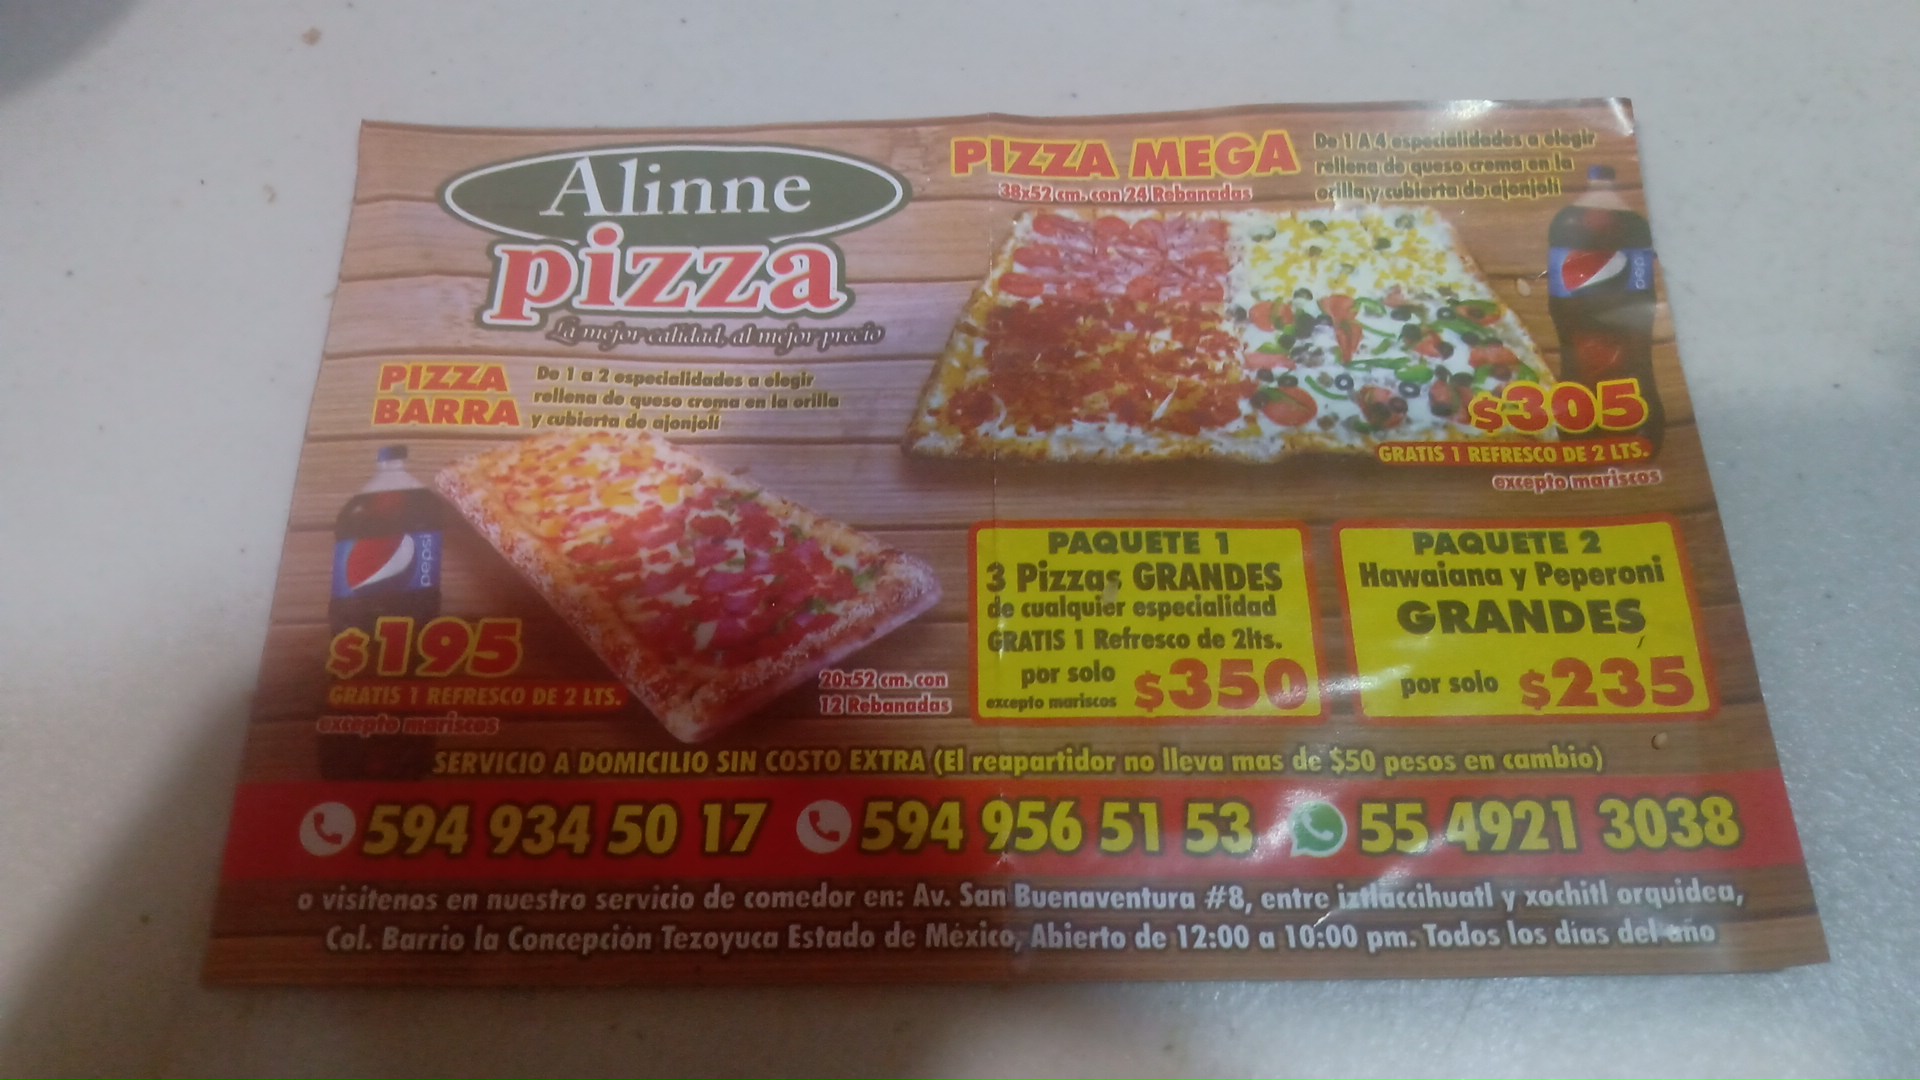 Alinne
pizza
La mejor calidad, al mejor precio
PIZZA MEGA
38x52 cm. con 24 Rebanadas
De 1 A 4 especialidades a elegir
rellena de queso crema en la
orilla y cubierta de ajonjoli
pepsi
$305
GRATIS 1 REFRESCO DE 2 LTS.
excepto mariscos
PIZZA
BARRA
De 1 a 2 especialidades a elegir
rellena de queso crema en la orilla
y cubierta de ajonjoli
pepsi
$195
GRATIS 1 REFRESCO DE 2 LTS.
excepto mariscos
20x52 cm. con
12 Rebanadas
PAQUETE 1
3 Pizzas GRANDES
de cualquier especialidad
GRATIS 1 Refresco de 2lts.
por solo $350
excepto mariscos
PAQUETE 2
Hawaiana y Peperoni
GRANDES
por solo $235
SERVICIO A DOMICILIO SIN COSTO EXTRA (El reapartidor no lleva mas de $50 pesos en cambio)
594 934 50 17 594 956 51 53 55 4921 3038
o visitenos en nuestro servicio de comedor en: Av. San Buenaventura #8, entre iztlaccihuatl y xochitl orquidea,
Col. Barrio la Concepción Tezoyuca Estado de México, Abierto de 12:00 a 10:00 pm. Todos los dias del año